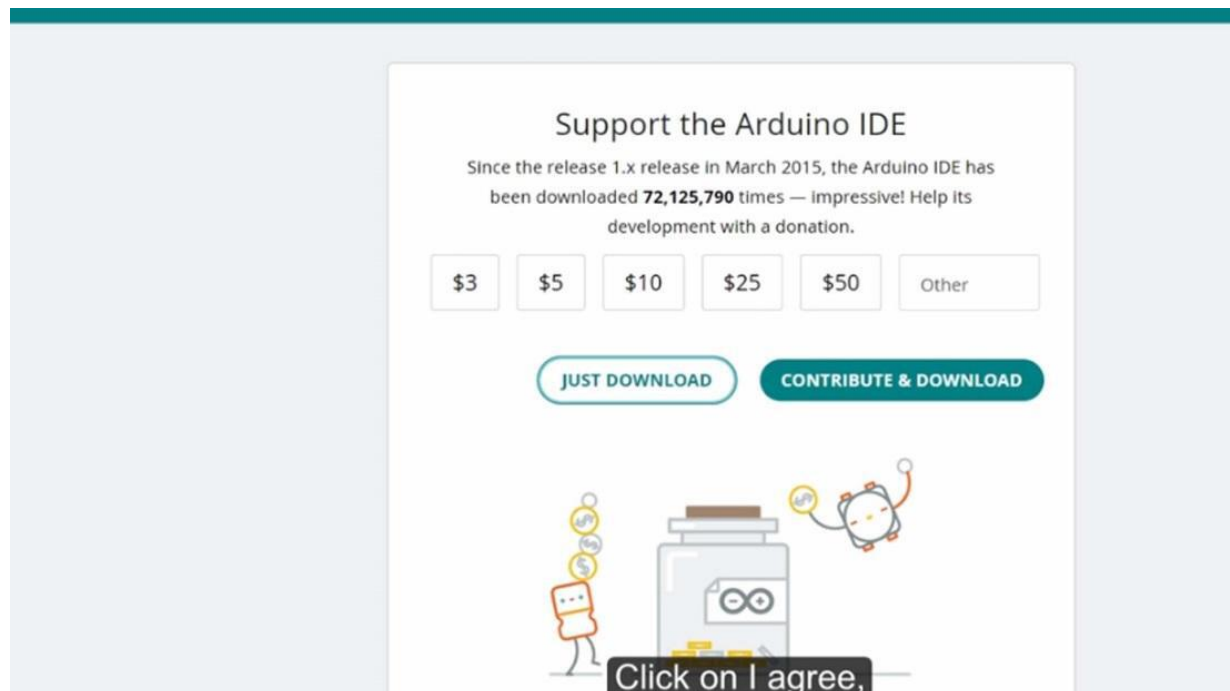 Support the Arduino IDE
Since the release 1.x release in March 2015, the Arduino IDE has
been downloaded 72,125,790 times — impressive! Help its
development with a donation.
$3 $5 $10 $25 $50 Other
JUST DOWNLOAD CONTRIBUTE & DOWNLOAD
Click on I agree,